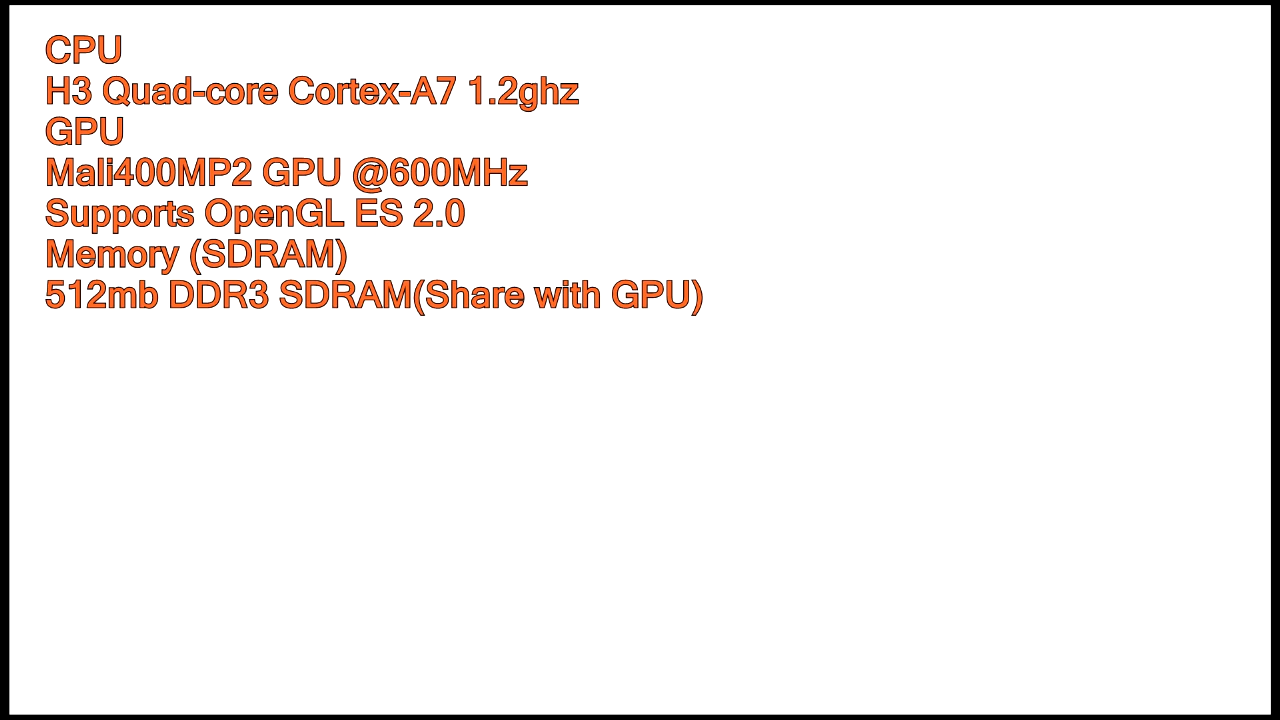 CPU
H3 Quad-core Cortex-A7 1.2ghz
GPU
Mali400MP2 GPU @600MHz
Supports OpenGL ES 2.0
Memory (SDRAM)
512mb DDR3 SDRAM(Share with GPU)